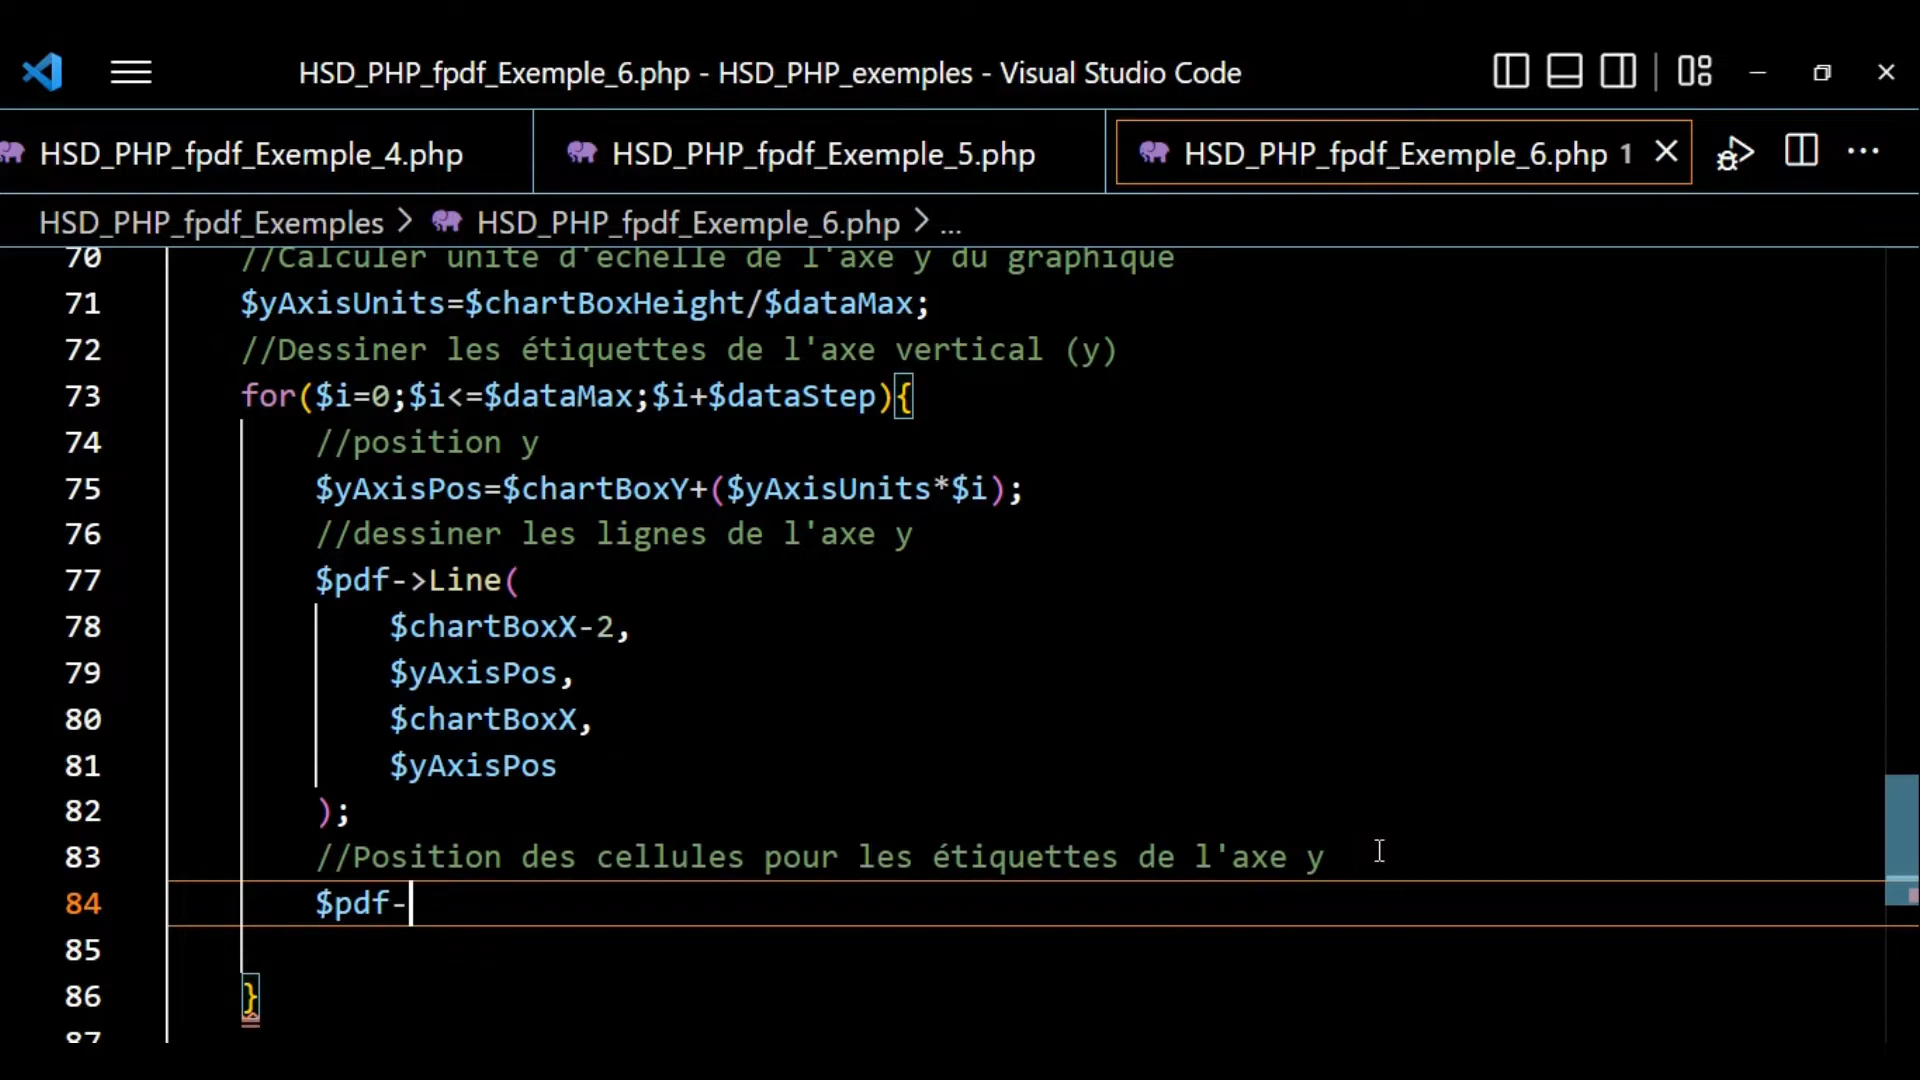 HSD_PHP_fpdf_Exemple_6.php - HSD_PHP_exemples - Visual Studio Code
HSD_PHP_fpdf_Exemple_4.php
HSD_PHP_fpdf_Exemple_5.php
HSD_PHP_fpdf_Exemple_6.php 1
HSD_PHP_fpdf_Exemples > HSD_PHP_fpdf_Exemple_6.php > ...
70 //Calculer unite d'echelle de l'axe y du graphique
71 $yAxisUnits=$chartBoxHeight/$dataMax;
72 //Dessiner les étiquettes de l'axe vertical (y)
73 for($i=0;$i<=$dataMax;$i+$dataStep){
74 //position y
75 $yAxisPos=$chartBoxY+($yAxisUnits*$i);
76 //dessiner les lignes de l'axe y
77 $pdf->Line(
78 $chartBoxX-2,
79 $yAxisPos,
80 $chartBoxX,
81 $yAxisPos
82 );
83 //Position des cellules pour les étiquettes de l'axe y
84 $pdf-
85
86 }
87